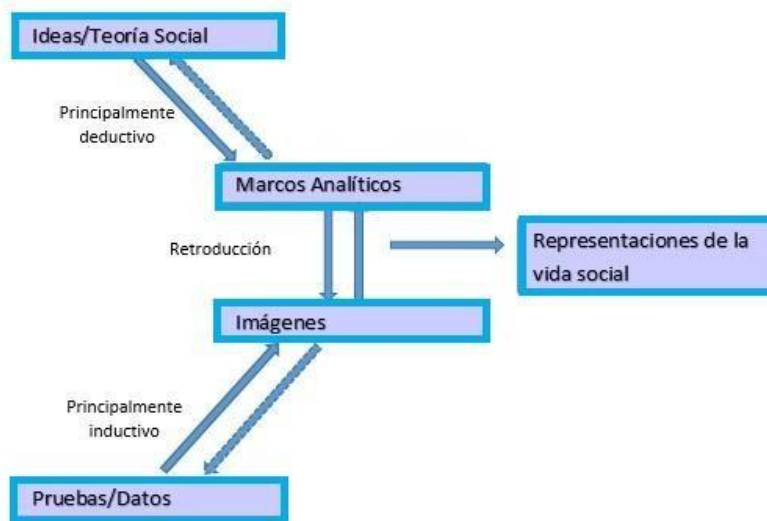 Ideas/Teoría Social
Principalmente
deductivo
Marcos Analíticos
Retroducción
Representaciones de la
vida social
Imágenes
Principalmente
inductivo
Pruebas/Datos